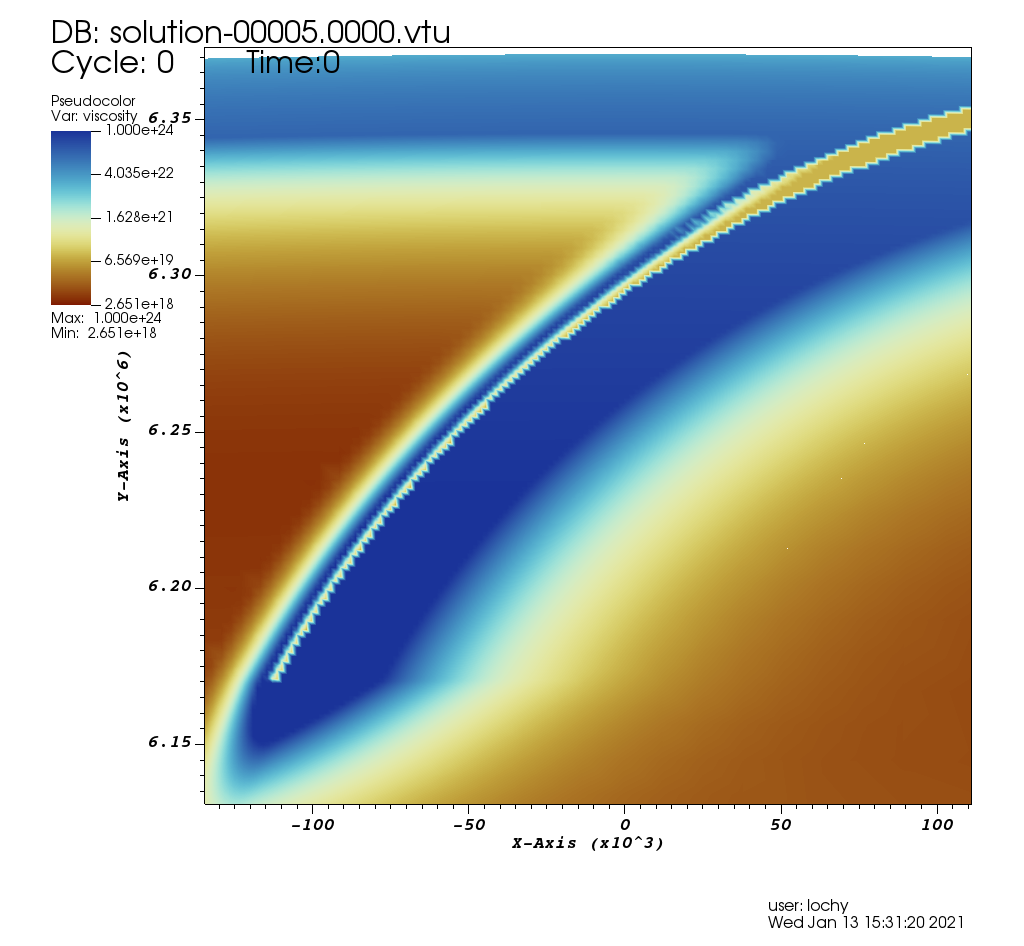 DB: solution-00005.0000.vtu
Cycle: 0 Time:0
Pseudocolor
Var: viscosity
1.000e+24
4.035e+22
1.628e+21
6.569e+19
2.651e+18
Max: 1.000e+24
Min: 2.651e+18
6.35
6.30
6.25
6.20
6.15
Y-Axis (x10^6)
-100 -50 0 50 100
X-Axis (x10^3)
user: lochy
Wed Jan 13 15:31:20 2021